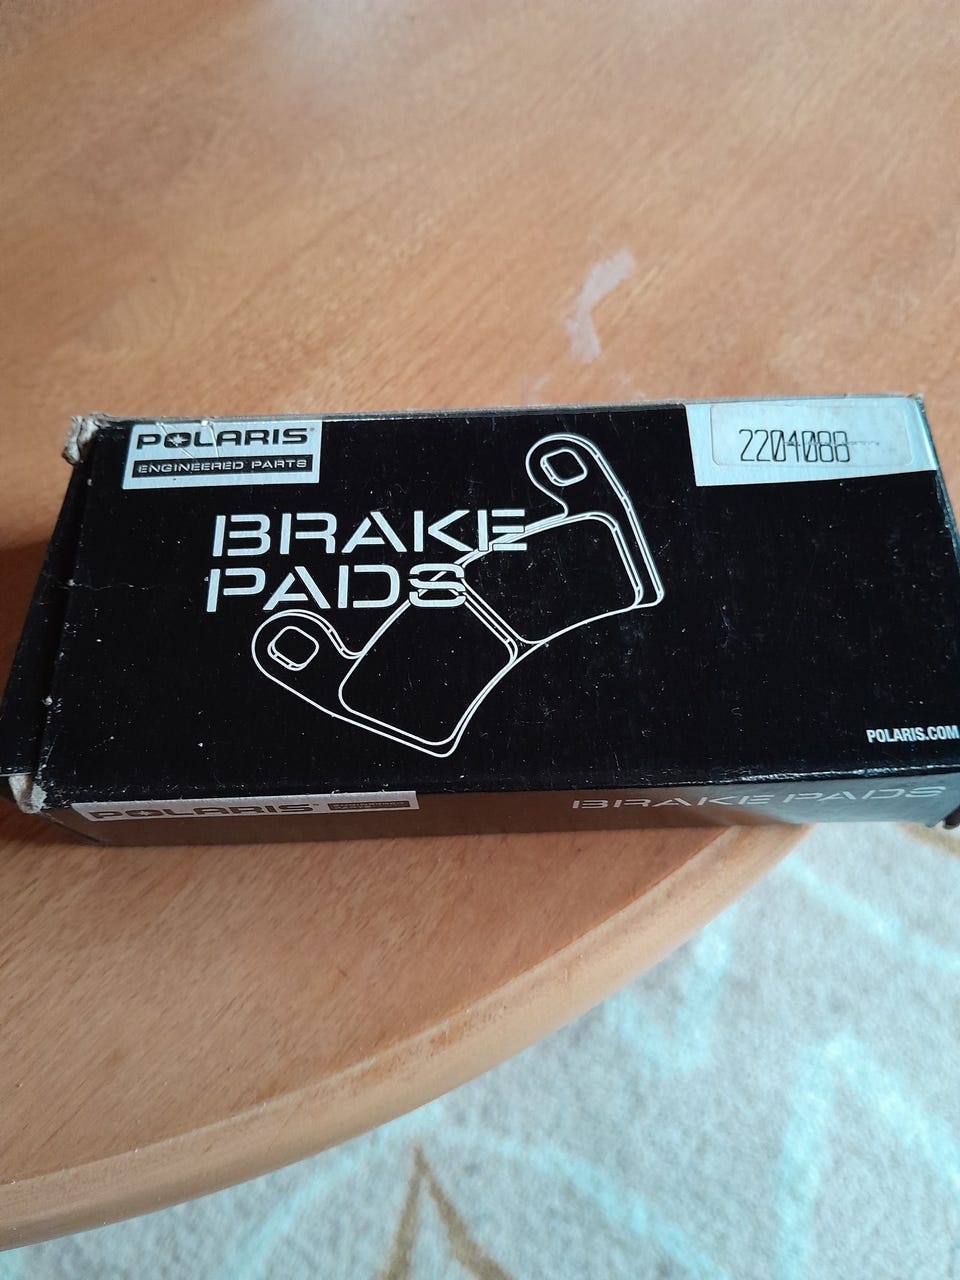 POLARIS®
ENGINEERED PARTS
2204088
BRAKE
PADS
POLARIS.COM
POLARIS
BRAKE PADS